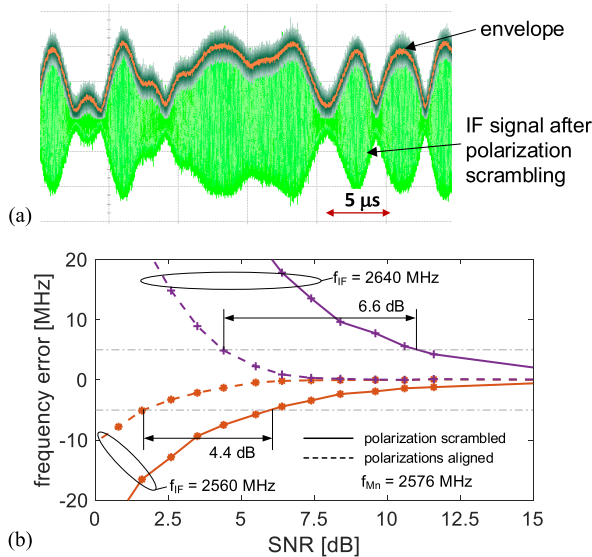 envelope
IF signal after
polarization
scrambling
5 µs
(a)
20
10
0
-10
-20
frequency error [MHz]
f_IF = 2640 MHz
6.6 dB
4.4 dB
f_IF = 2560 MHz
polarization scrambled
polarizations aligned
f_Mn = 2576 MHz
0
2.5
5
7.5
10
12.5
15
SNR [dB]
(b)